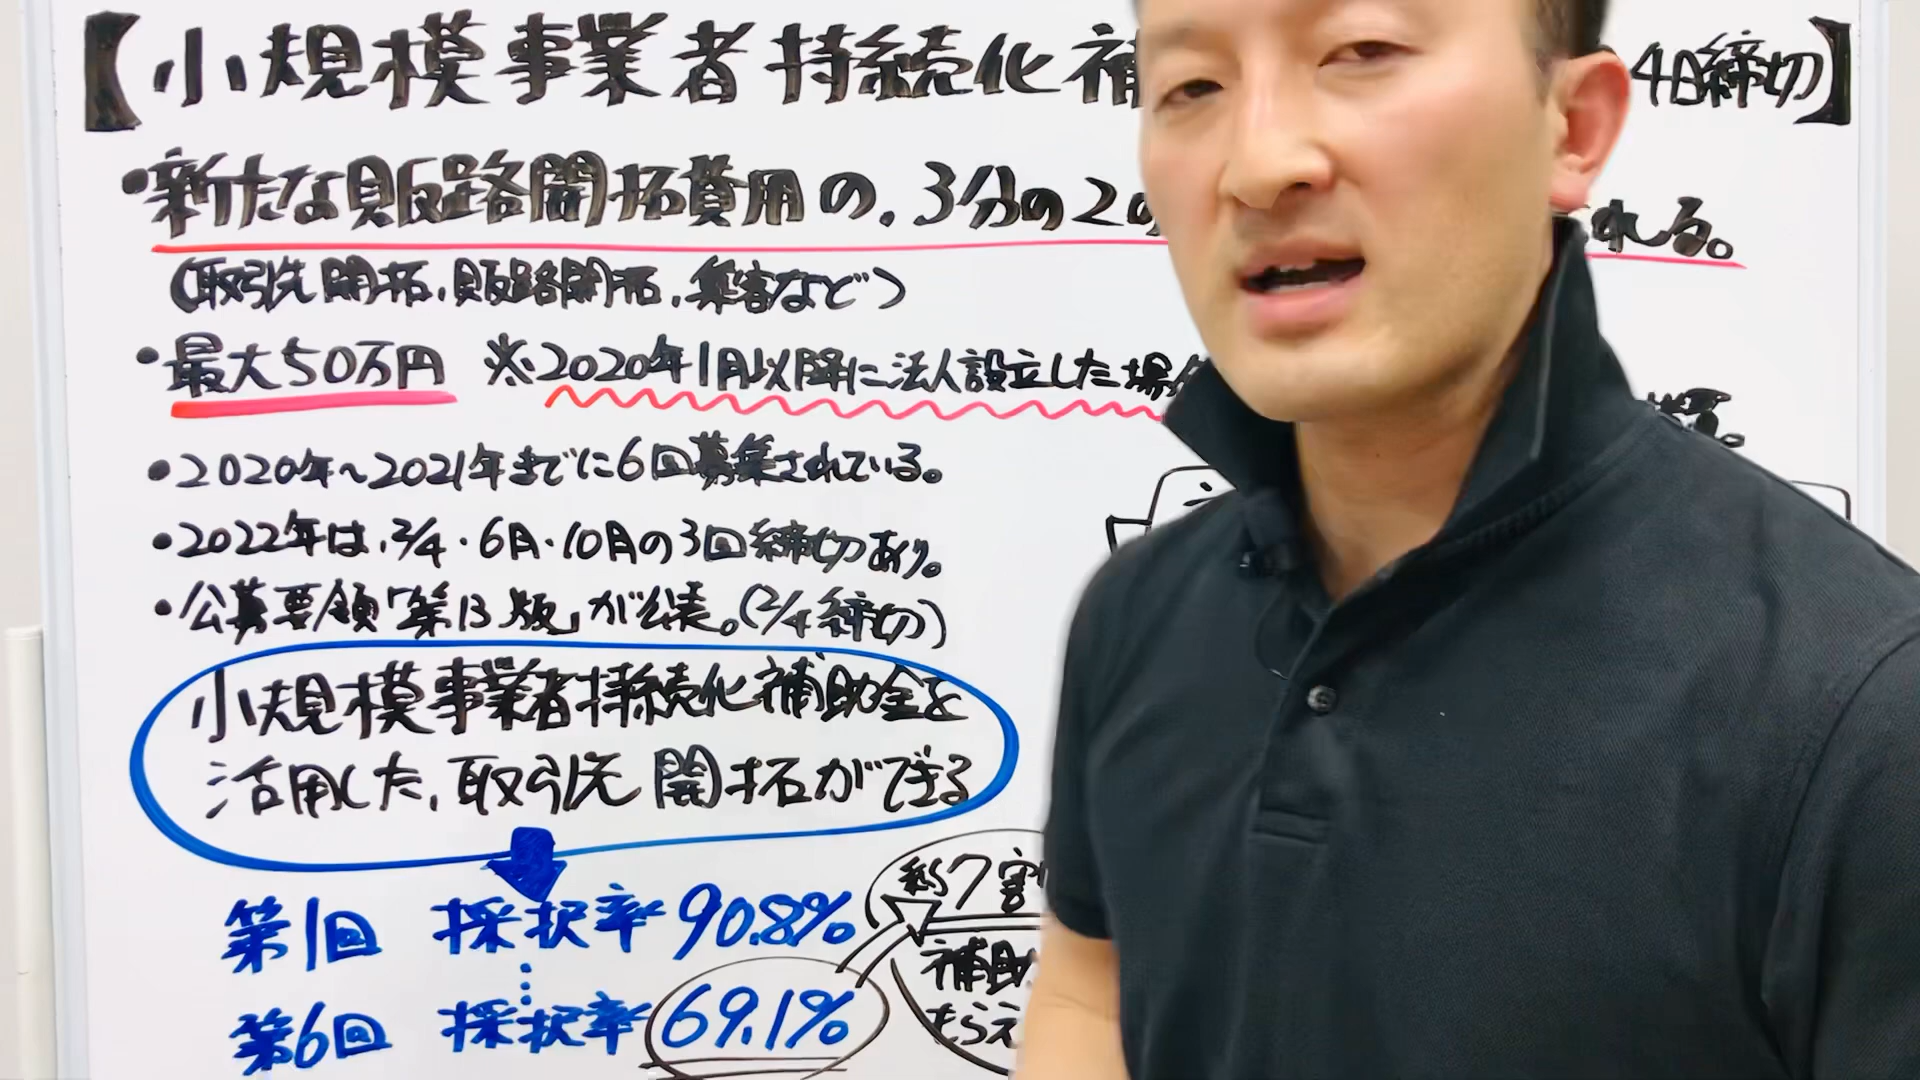 【小規模事業者持続化補 4日締切】
・新たな販路開拓費用の、3分の2の れる。
(取引先開拓、販路開拓、集客など)
・最大50万円 ※2020年1月以降に法人設立した場合
・2020年〜2021年までに6回募集されている。
・2022年は、2/4・6月・10月の3回締切あり。
・公募要領「第13版」が公表。(2/4締切)
小規模事業者持続化補助金を
活用した、取引先開拓ができる
第1回 採択率90.8%
第6回 採択率69.1%
約7割
補助
もらえ